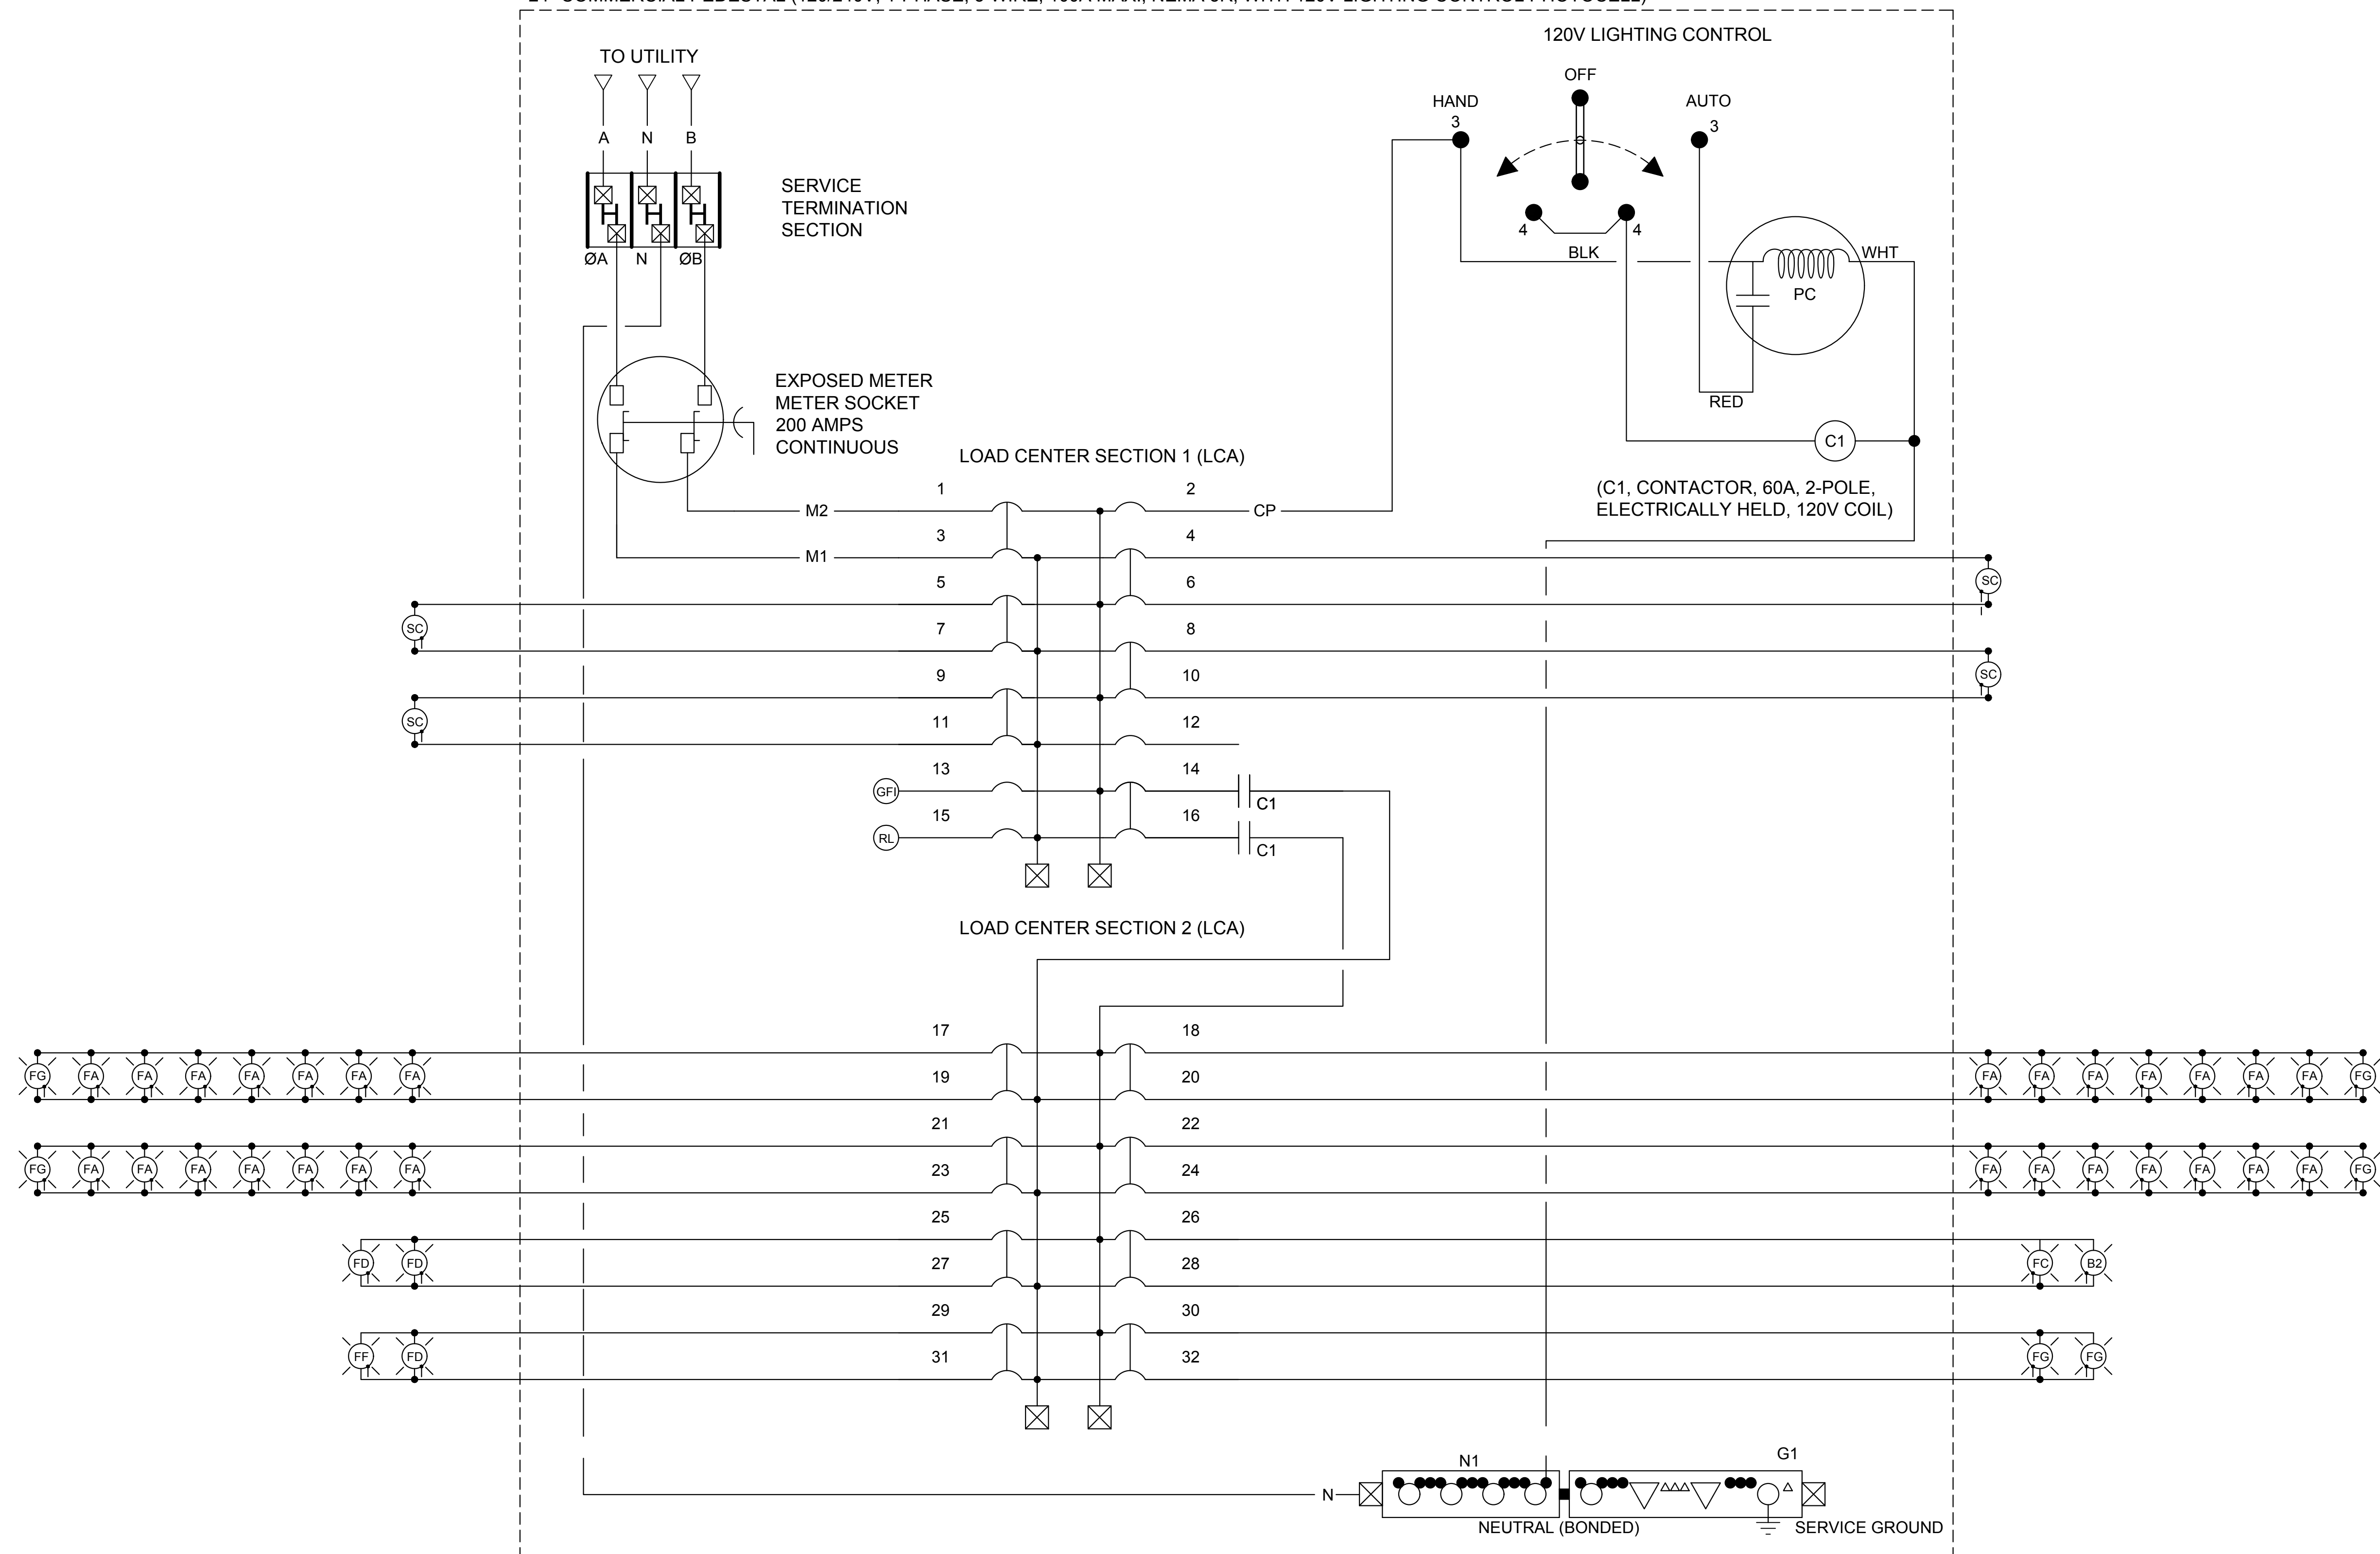 TO UTILITY
A N B
SERVICE
TERMINATION
SECTION
ØA N ØB
120V LIGHTING CONTROL
OFF
HAND
3
AUTO
3
4
4
BLK
WHT
PC
RED
C1
(C1, CONTACTOR, 60A, 2-POLE,
ELECTRICALLY HELD, 120V COIL)
EXPOSED METER
METER SOCKET
200 AMPS
CONTINUOUS
LOAD CENTER SECTION 1 (LCA)
1 2
M2 CP
3 4
M1
5 6
SC
SC
7 8
9 10
SC
SC
11 12
13 14
GFI C1
15 16
RL C1
LOAD CENTER SECTION 2 (LCA)
17 18
FG FA FA FA FA FA FA FA 19 20 FA FA FA FA FA FA FA FG
21 22
FG FA FA FA FA FA FA FA 23 24 FA FA FA FA FA FA FA FG
25 26
FD FD 27 28 FC B2
29 30
FF FD 31 32 FG FG
N1 G1
N
NEUTRAL (BONDED) SERVICE GROUND